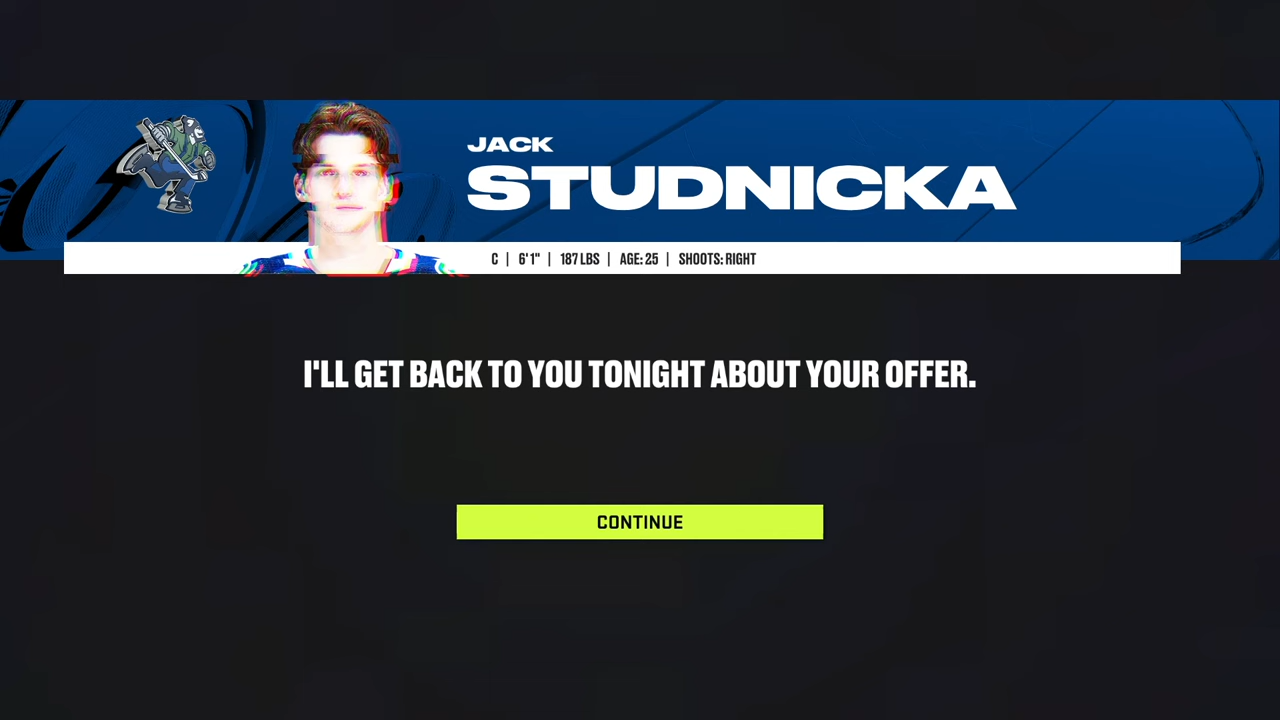 JACK
STUDNICKA
C | 6'1" | 187 LBS | AGE: 25 | SHOOTS: RIGHT
I'LL GET BACK TO YOU TONIGHT ABOUT YOUR OFFER.
CONTINUE